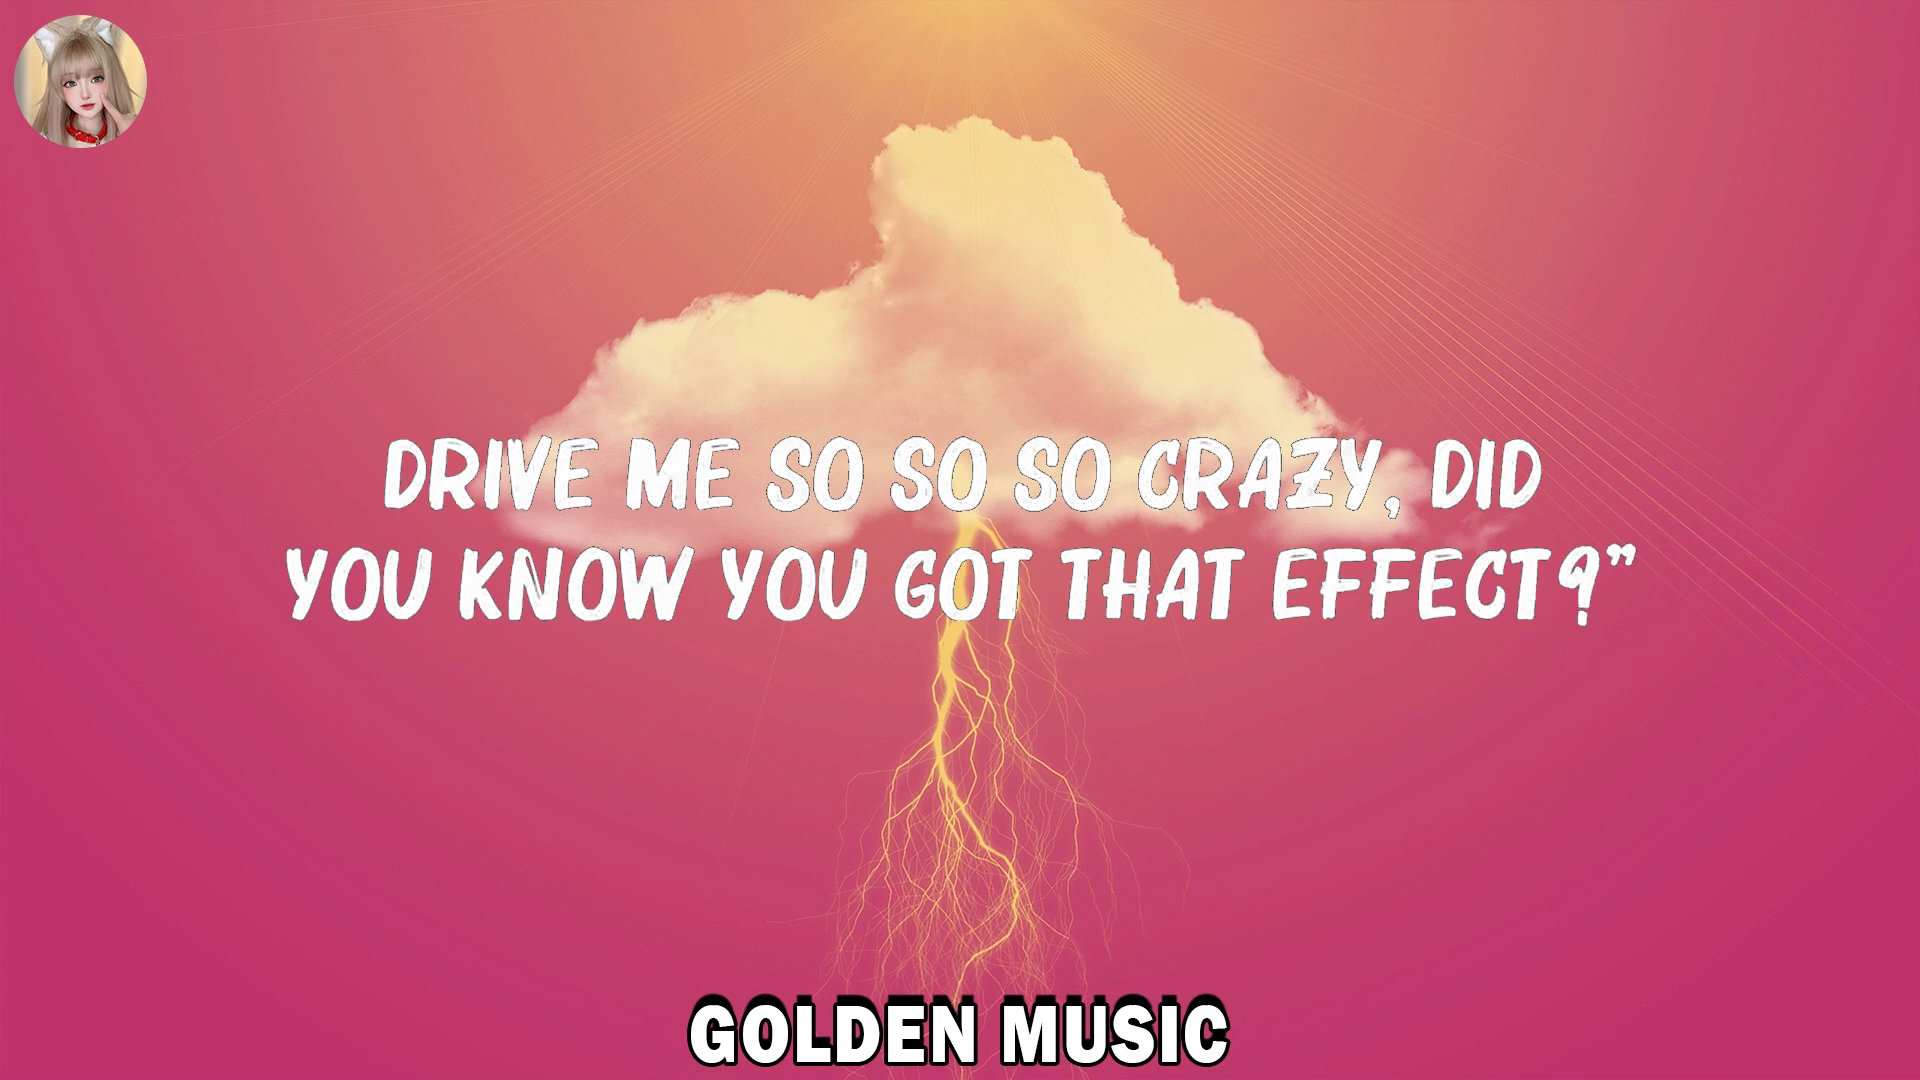 DRIVE ME SO SO SO CRAZY, DID
YOU KNOW YOU GOT THAT EFFECT?”
GOLDEN MUSIC